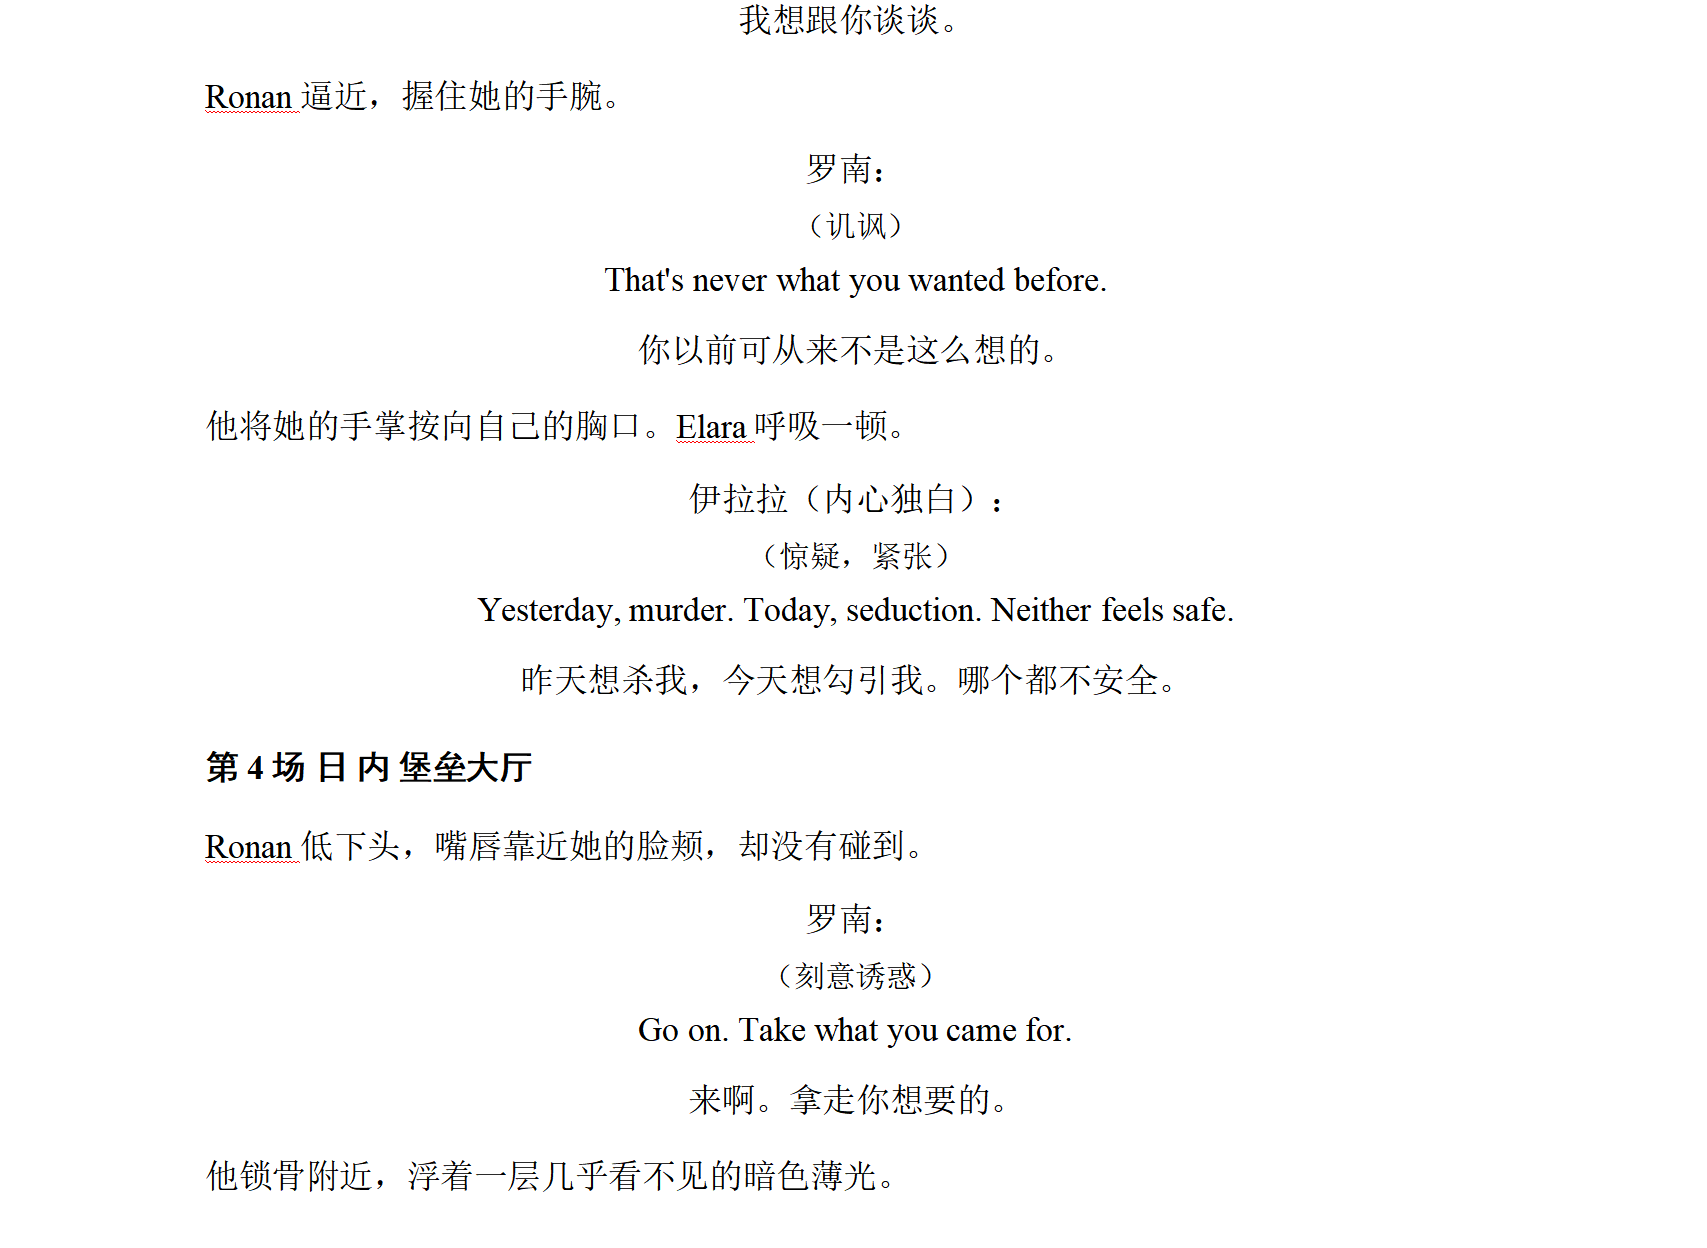 我想跟你谈谈。
Ronan 逼近，握住她的手腕。
罗南：
（讥讽）
That's never what you wanted before.
你以前可从来不是这么想的。
他将她的手掌按向自己的胸口。Elara 呼吸一顿。
伊拉拉（内心独白）：
（惊疑，紧张）
Yesterday, murder. Today, seduction. Neither feels safe.
昨天想杀我，今天想勾引我。哪个都不安全。
第 4 场 日 内 堡垒大厅
Ronan 低下头，嘴唇靠近她的脸颊，却没有碰到。
罗南：
（刻意诱惑）
Go on. Take what you came for.
来啊。拿走你想要的。
他锁骨附近，浮着一层几乎看不见的暗色薄光。